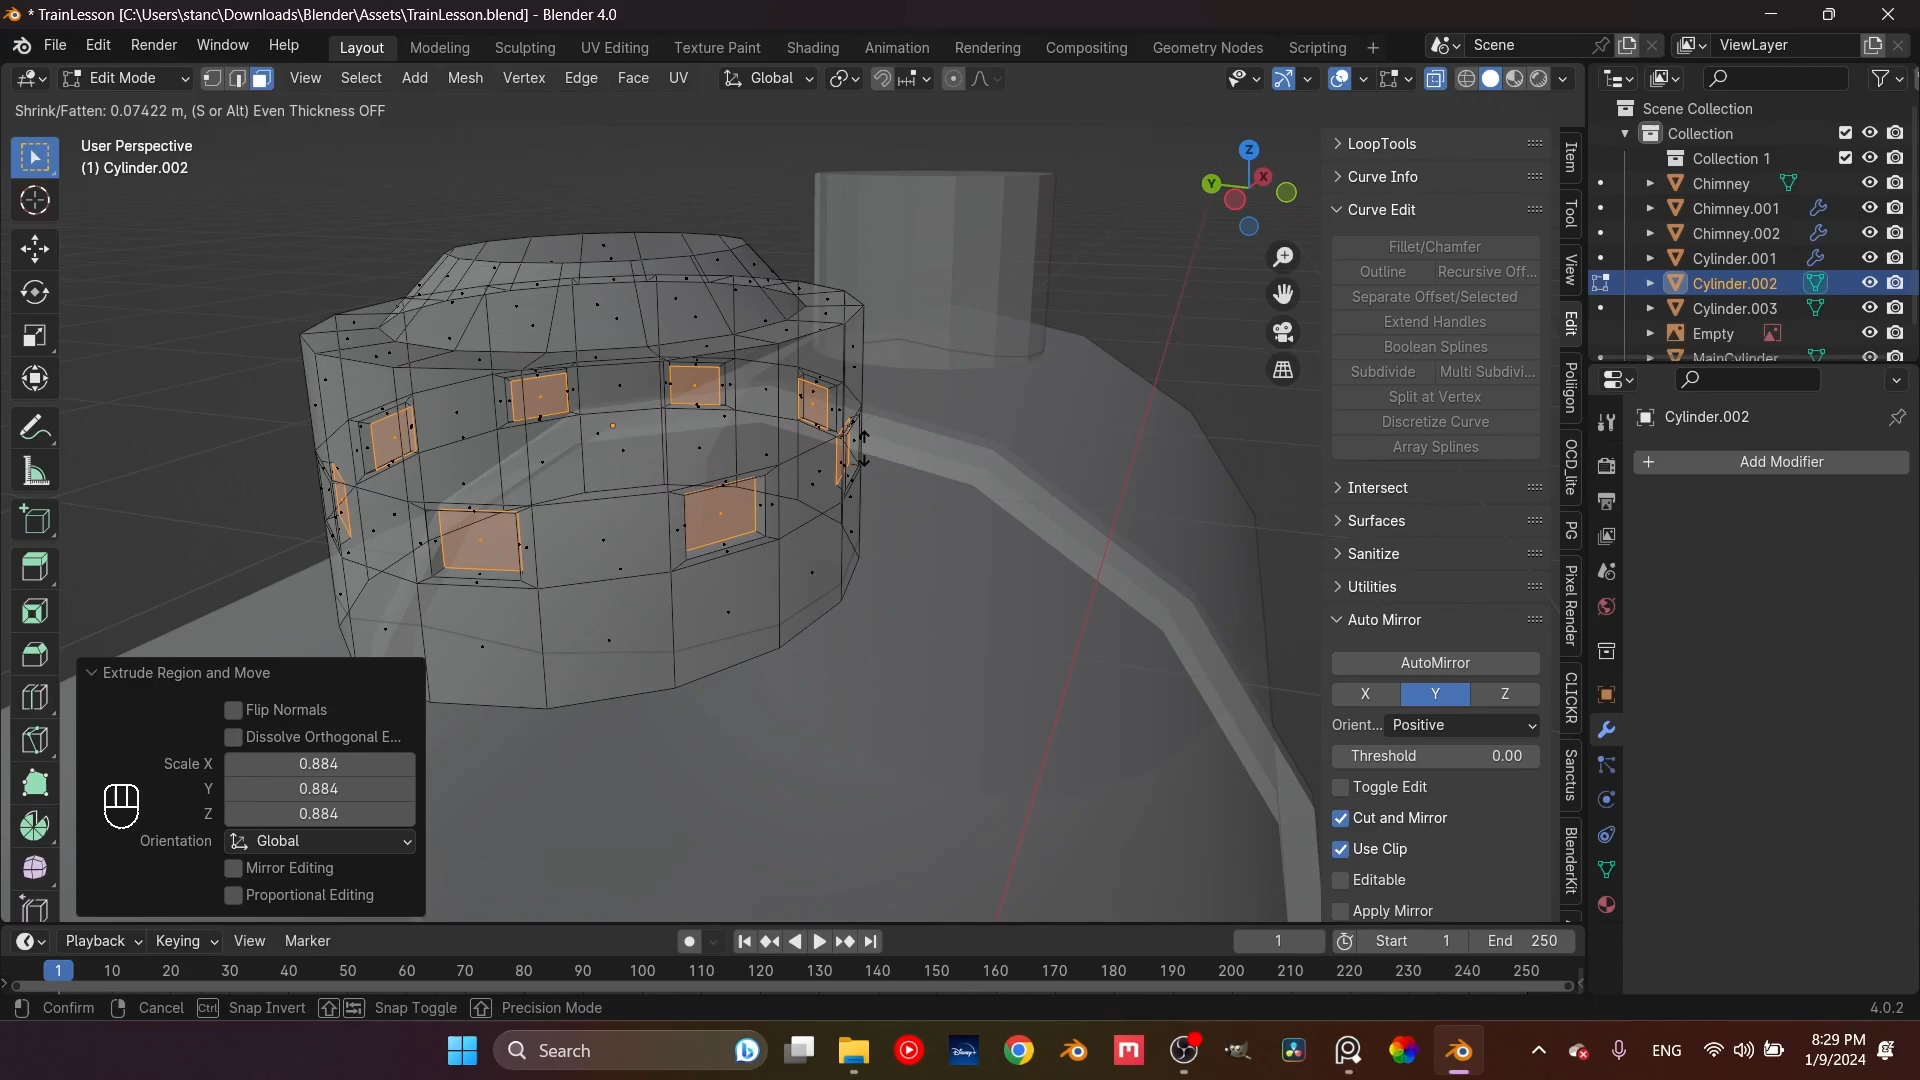 * TrainLesson [C:\Users\stanc\Downloads\Blender\Assets\TrainLesson.blend] - Blender 4.0
File Edit Render Window Help Layout Modeling Sculpting UV Editing Texture Paint Shading Animation Rendering Compositing Geometry Nodes Scripting + Scene ViewLayer
Edit Mode View Select Add Mesh Vertex Edge Face UV Global
Shrink/Fatten: 0.07422 m, (S or Alt) Even Thickness OFF
User Perspective
(1) Cylinder.002
Z
Y
X
LoopTools
Curve Info
Curve Edit
Fillet/Chamfer
Outline Recursive Off...
Separate Offset/Selected
Extend Handles
Boolean Splines
Subdivide Multi Subdivi...
Split at Vertex
Discretize Curve
Array Splines
Intersect
Surfaces
Sanitize
Utilities
Auto Mirror
AutoMirror
X Y Z
Orient... Positive
Threshold 0.00
Toggle Edit
Cut and Mirror
Use Clip
Editable
Apply Mirror
Item
Tool
View
Edit
Poliigon
OCD_lite
PG
Pixel Render
CLICKR
Sanctus
BlenderKit
Scene Collection
Collection
Collection 1
Chimney
Chimney.001
Chimney.002
Cylinder.001
Cylinder.002
Cylinder.003
Empty
MainCylinder
Cylinder.002
+ Add Modifier
Extrude Region and Move
Flip Normals
Dissolve Orthogonal E...
Scale X 0.884
Y 0.884
Z 0.884
Orientation Global
Mirror Editing
Proportional Editing
Playback Keying View Marker 1 Start 1 End 250
1 10 20 30 40 50 60 70 80 90 100 110 120 130 140 150 160 170 180 190 200 210 220 230 240 250
Confirm Cancel Ctrl Snap Invert Snap Toggle Precision Mode 4.0.2
Search Disney+ ENG 8:29 PM
1/9/2024